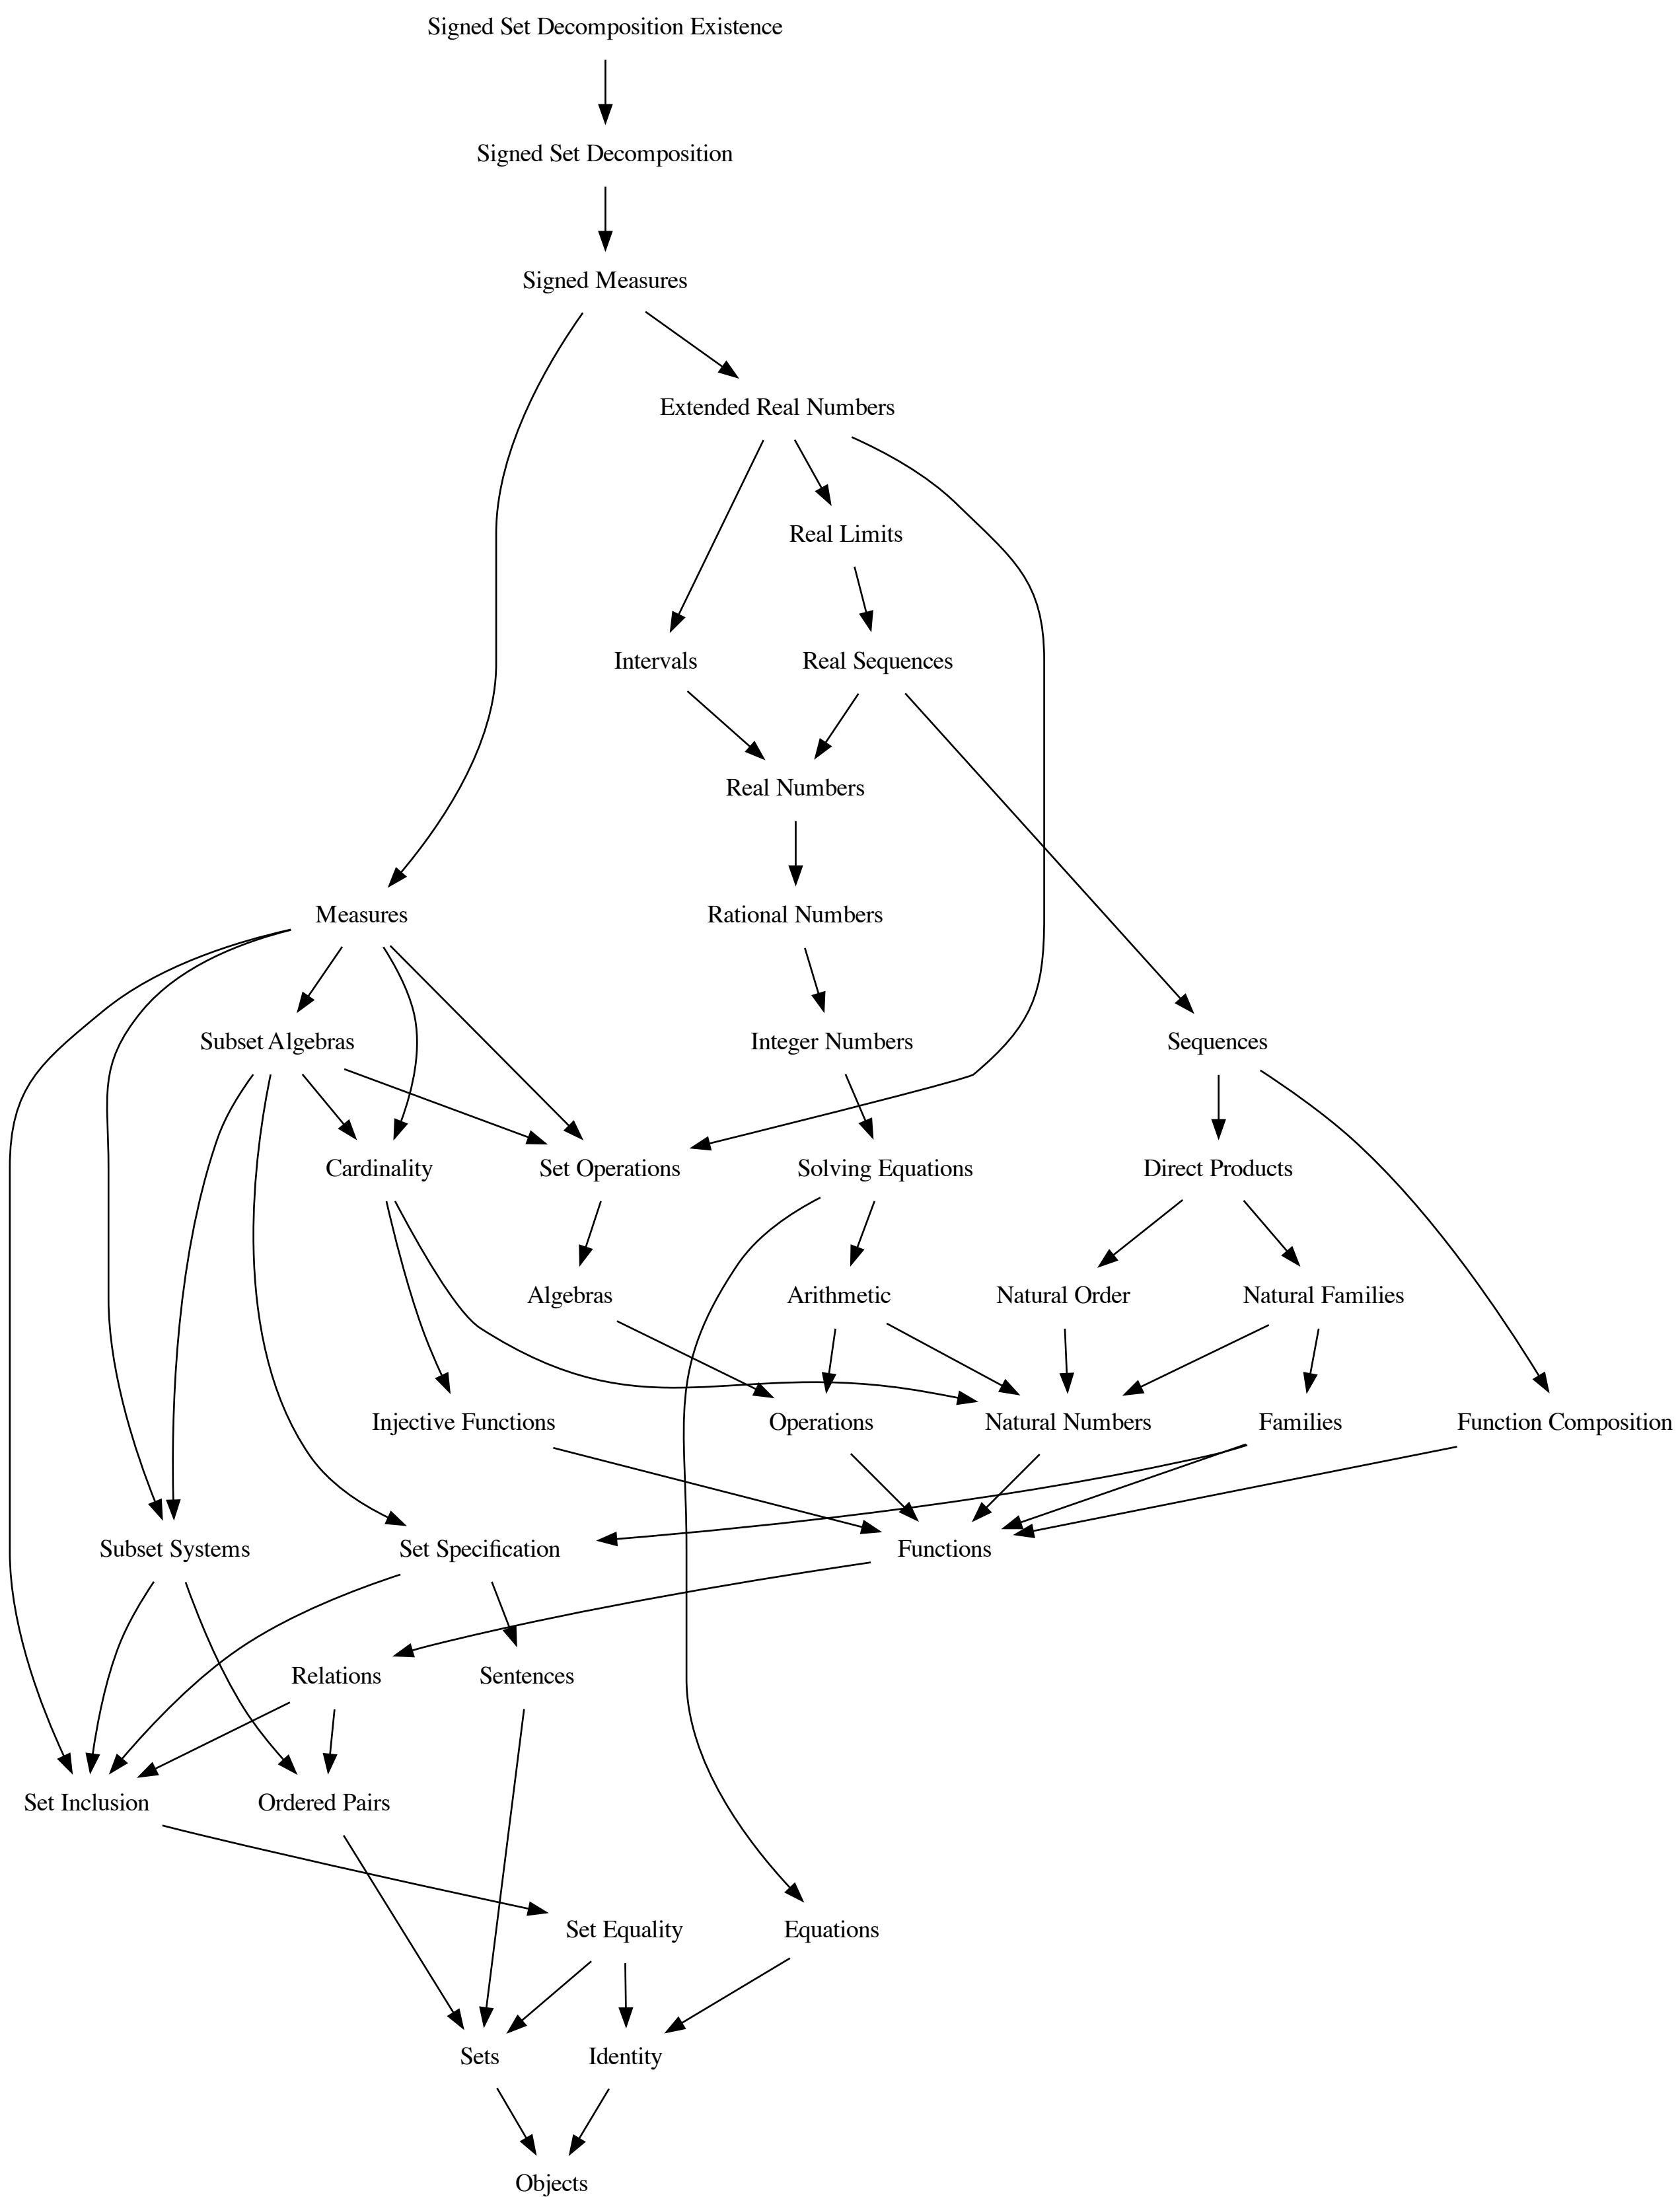 Signed Set Decomposition Existence
Signed Set Decomposition
Signed Measures
Extended Real Numbers
Real Limits
Intervals
Real Sequences
Real Numbers
Measures
Rational Numbers
Subset Algebras
Integer Numbers
Sequences
Cardinality
Set Operations
Solving Equations
Direct Products
Algebras
Arithmetic
Natural Order
Natural Families
Injective Functions
Operations
Natural Numbers
Families
Function Composition
Subset Systems
Set Specification
Functions
Relations
Sentences
Set Inclusion
Ordered Pairs
Set Equality
Equations
Sets
Identity
Objects